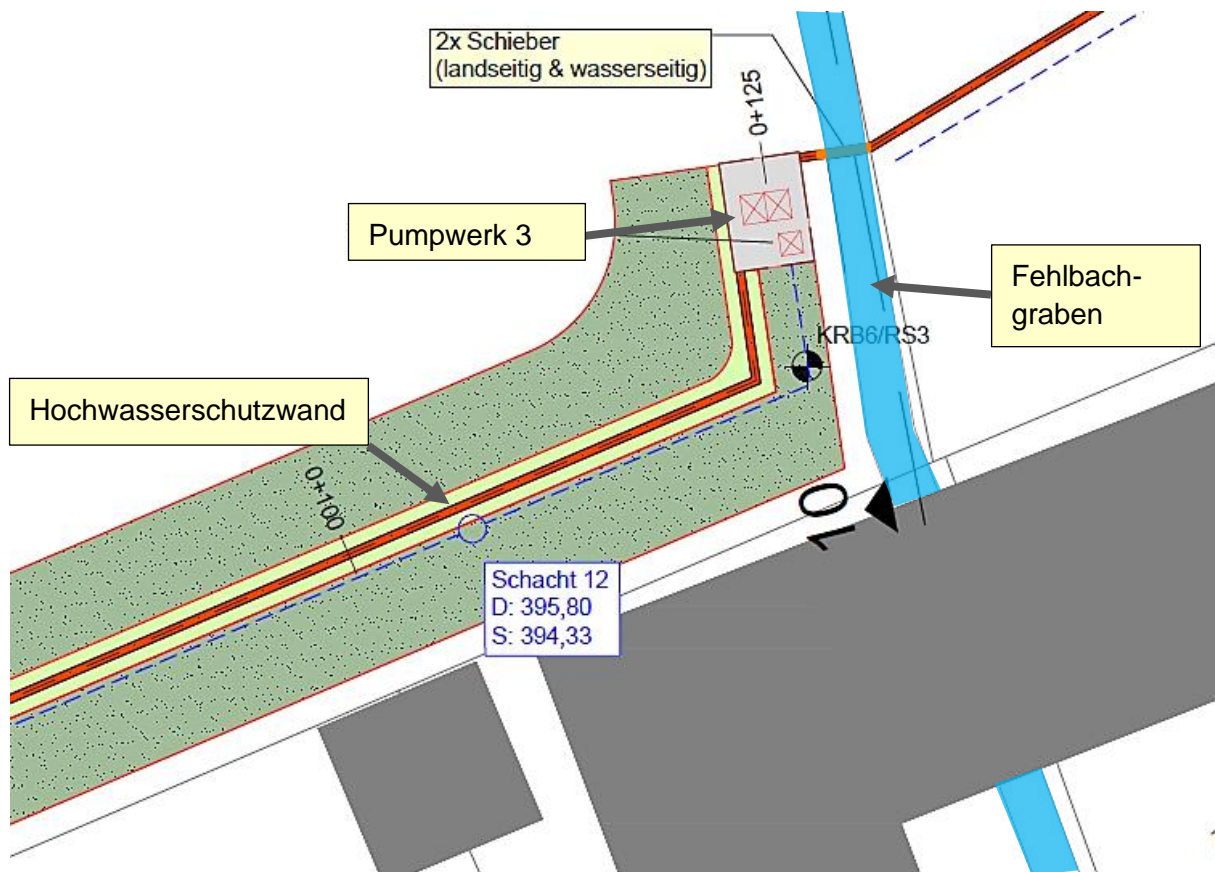 2x Schieber
(landseitig & wasserseitig)
0+125
Pumpwerk 3
Fehlbach-
graben
KRB6/RS3
Hochwasserschutzwand
0+100
10
Schacht 12
D: 395,80
S: 394,33